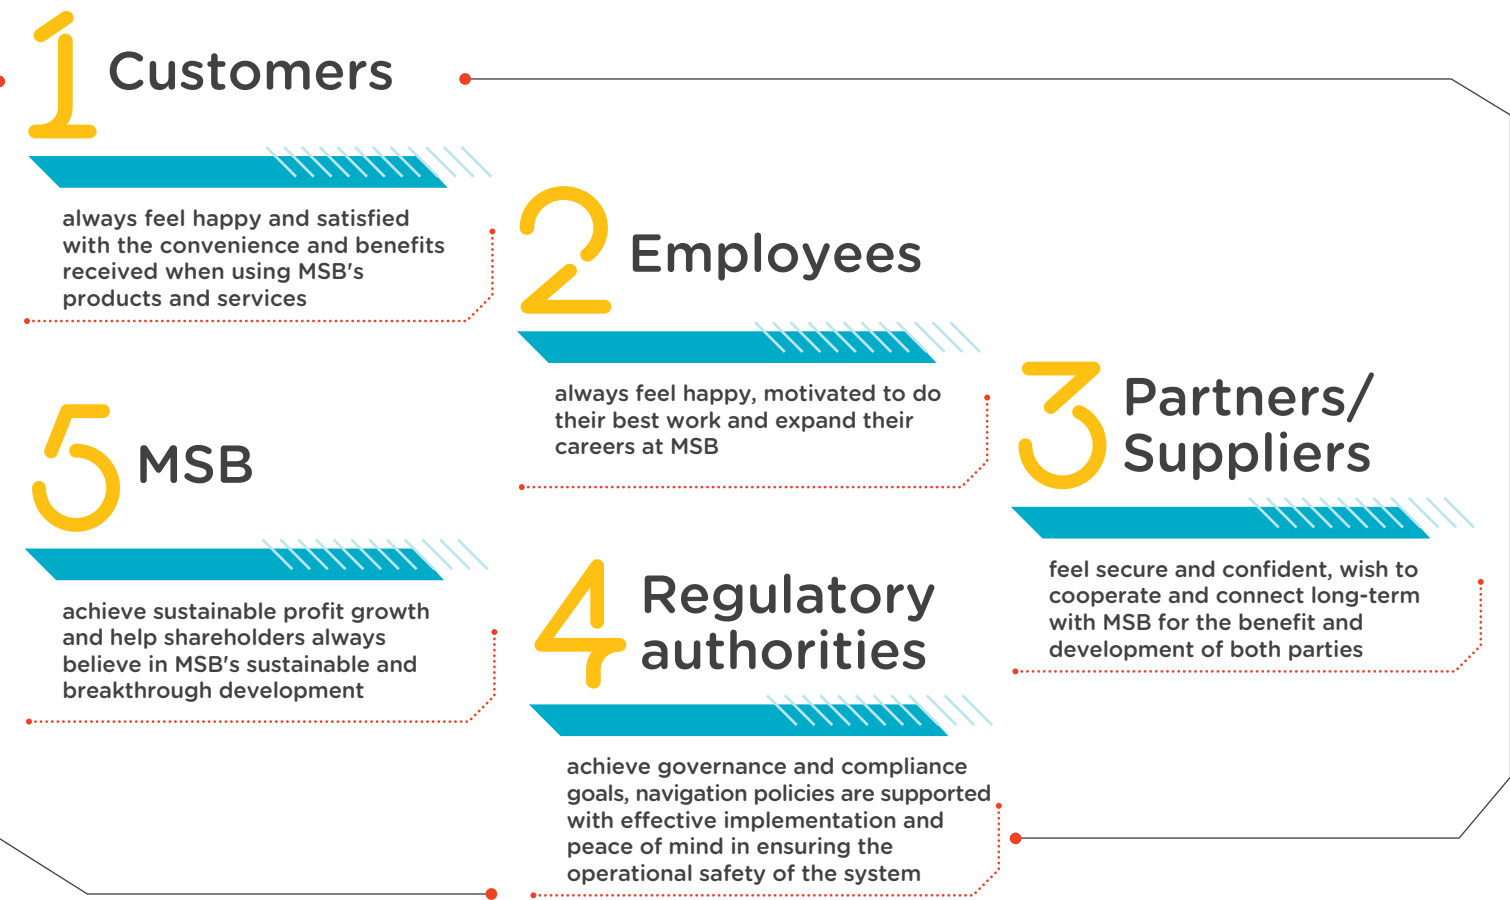 1
Customers
always feel happy and satisfied
with the convenience and benefits
received when using MSB's
products and services
2
Employees
always feel happy, motivated to do
their best work and expand their
careers at MSB
3
Partners/
Suppliers
feel secure and confident, wish to
cooperate and connect long-term
with MSB for the benefit and
development of both parties
4
Regulatory
authorities
achieve governance and compliance
goals, navigation policies are supported
with effective implementation and
peace of mind in ensuring the
operational safety of the system
5
MSB
achieve sustainable profit growth
and help shareholders always
believe in MSB's sustainable and
breakthrough development